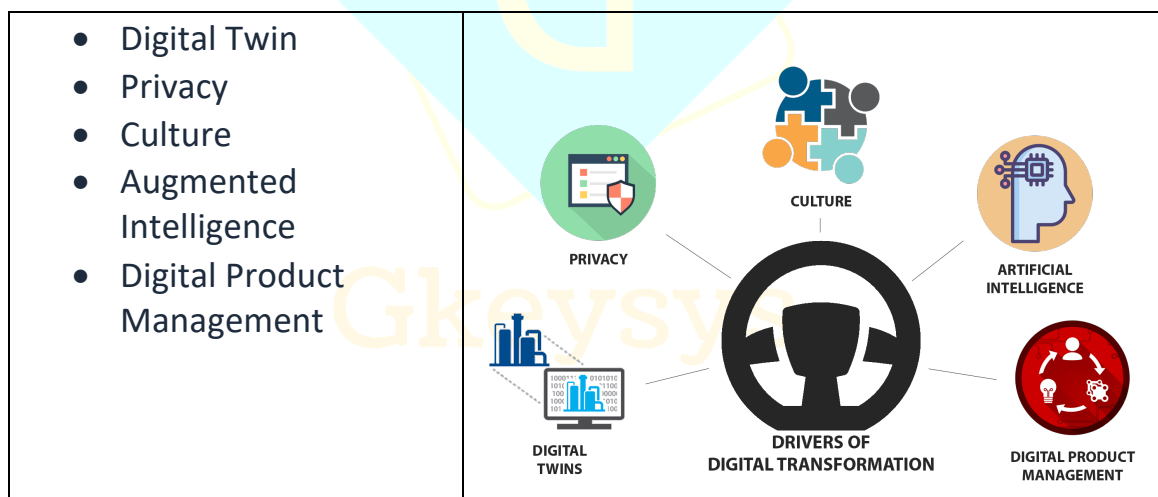 • Digital Twin
• Privacy
• Culture
• Augmented
Intelligence
• Digital Product
Management
Gkeysys
CULTURE
PRIVACY
ARTIFICIAL
INTELLIGENCE
DIGITAL
TWINS
DRIVERS OF
DIGITAL TRANSFORMATION
DIGITAL PRODUCT
MANAGEMENT